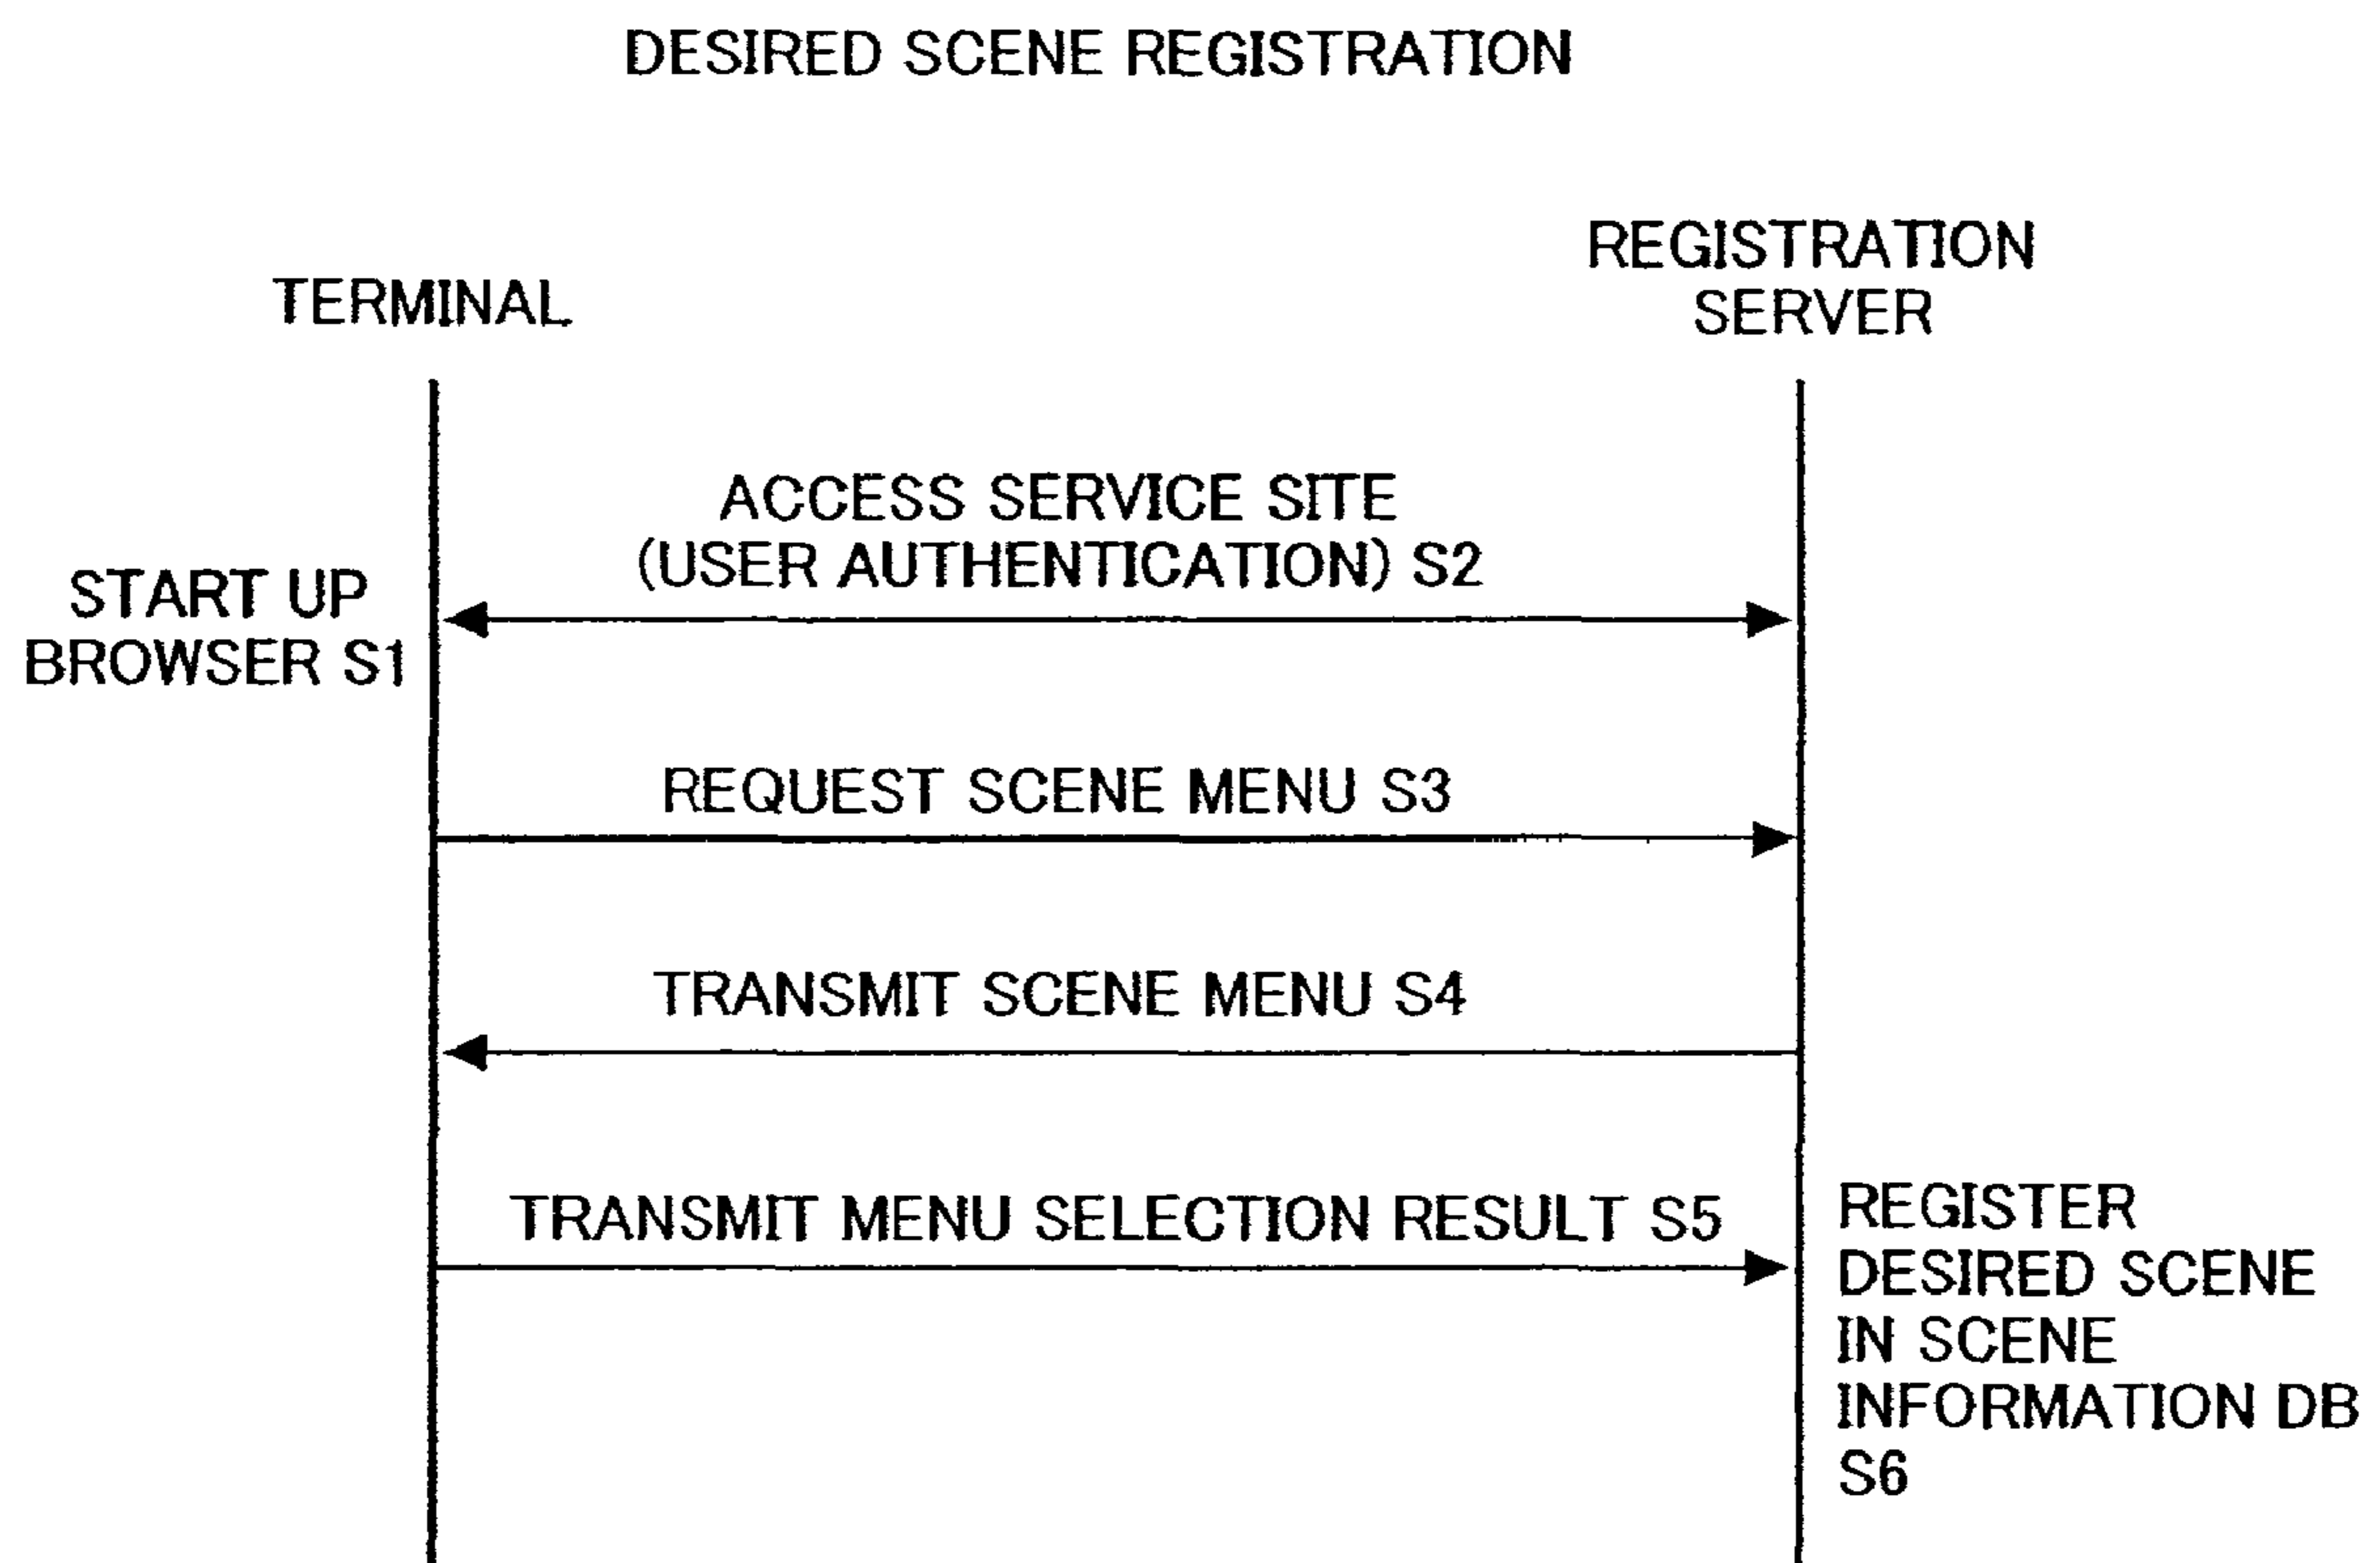 DESIRED SCENE REGISTRATION
TERMINAL
REGISTRATION
SERVER
ACCESS SERVICE SITE
(USER AUTHENTICATION) S2
START UP
BROWSER S1
REQUEST SCENE MENU S3
TRANSMIT SCENE MENU S4
TRANSMIT MENU SELECTION RESULT S5
REGISTER
DESIRED SCENE
IN SCENE
INFORMATION DB
S6